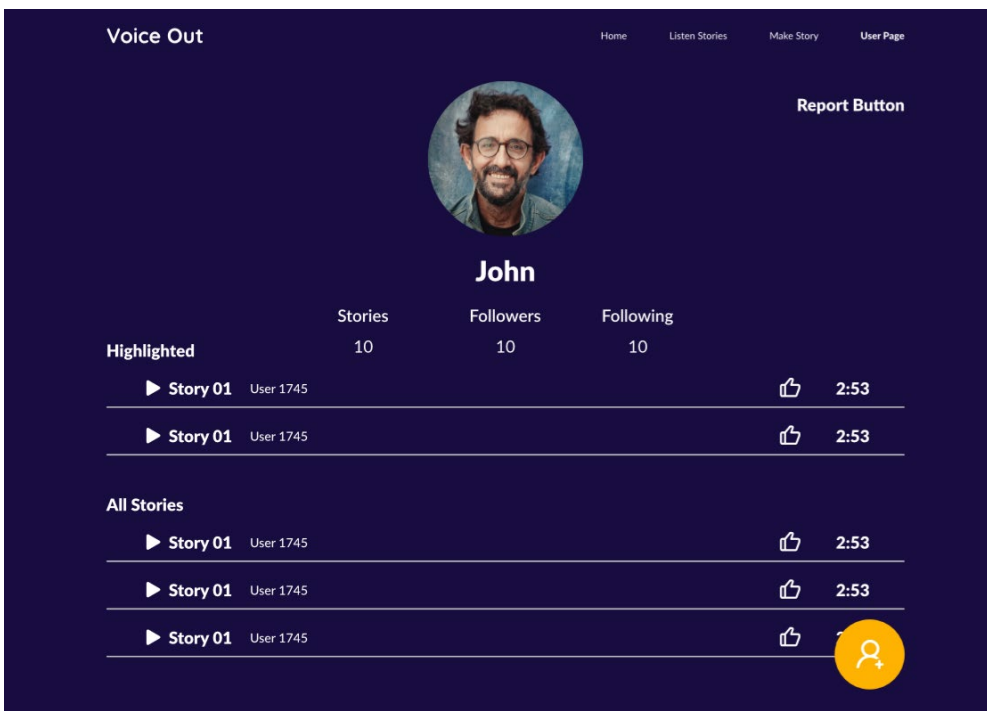 Voice Out Home Listen Stories Make Story User Page
Report Button
John
Stories Followers Following
10 10 10
Highlighted
Story 01 User 1745 2:53
Story 01 User 1745 2:53
All Stories
Story 01 User 1745 2:53
Story 01 User 1745 2:53
Story 01 User 1745